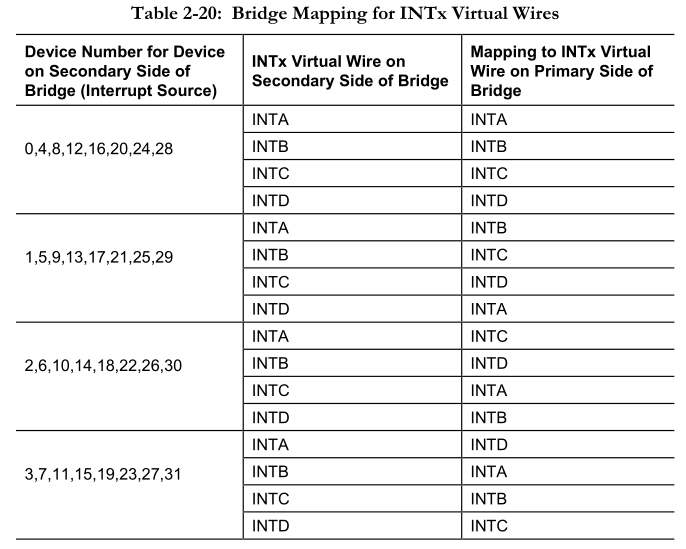 Table 2-20: Bridge Mapping for INTx Virtual Wires
Device Number for Device on Secondary Side of Bridge (Interrupt Source) | INTx Virtual Wire on Secondary Side of Bridge | Mapping to INTx Virtual Wire on Primary Side of Bridge
0,4,8,12,16,20,24,28 | INTA | INTA
INTB | INTB
INTC | INTC
INTD | INTD
1,5,9,13,17,21,25,29 | INTA | INTB
INTB | INTC
INTC | INTD
INTD | INTA
2,6,10,14,18,22,26,30 | INTA | INTC
INTB | INTD
INTC | INTA
INTD | INTB
3,7,11,15,19,23,27,31 | INTA | INTD
INTB | INTA
INTC | INTB
INTD | INTC